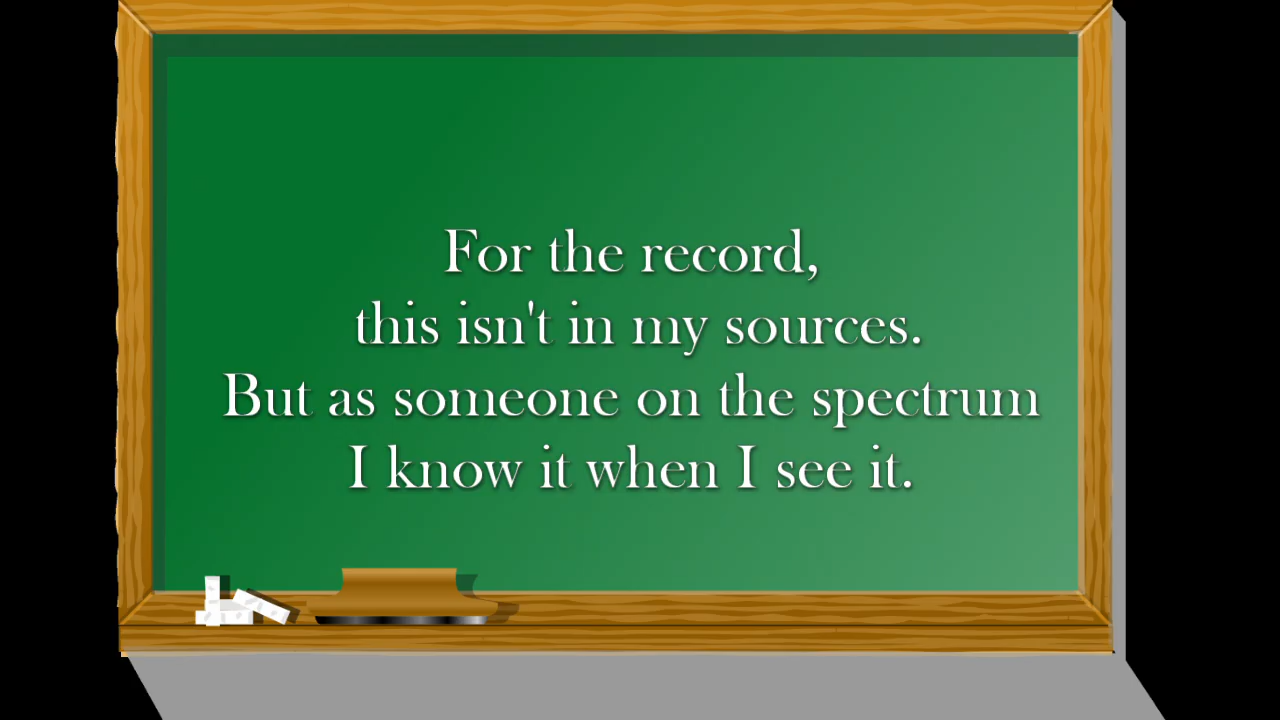 For the record,
this isn't in my sources.
But as someone on the spectrum
I know it when I see it.